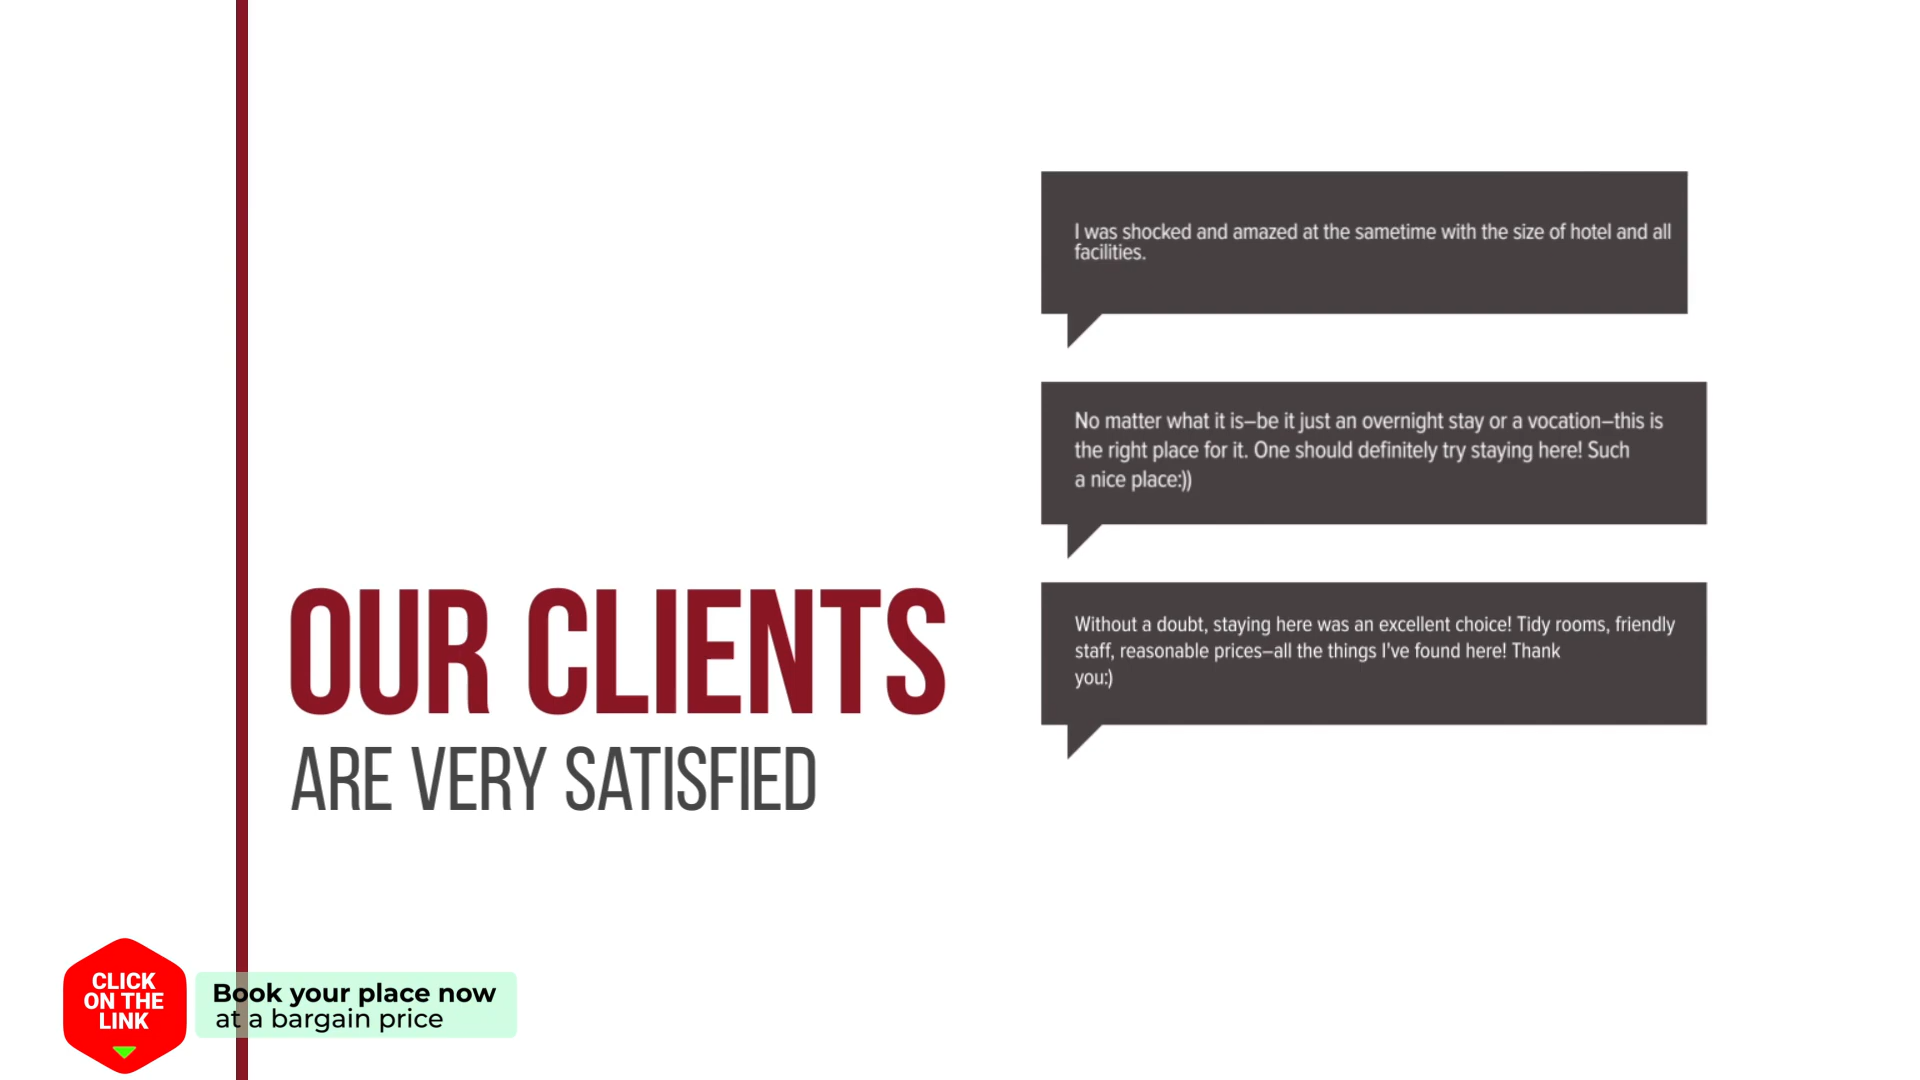 I was shocked and amazed at the sametime with the size of hotel and all
facilities.
No matter what it is–be it just an overnight stay or a vocation–this is
the right place for it. One should definitely try staying here! Such
a nice place:))
Without a doubt, staying here was an excellent choice! Tidy rooms, friendly
staff, reasonable prices–all the things I've found here! Thank
you:)
OUR CLIENTS
ARE VERY SATISFIED
CLICK
ON THE
LINK
Book your place now
at a bargain price